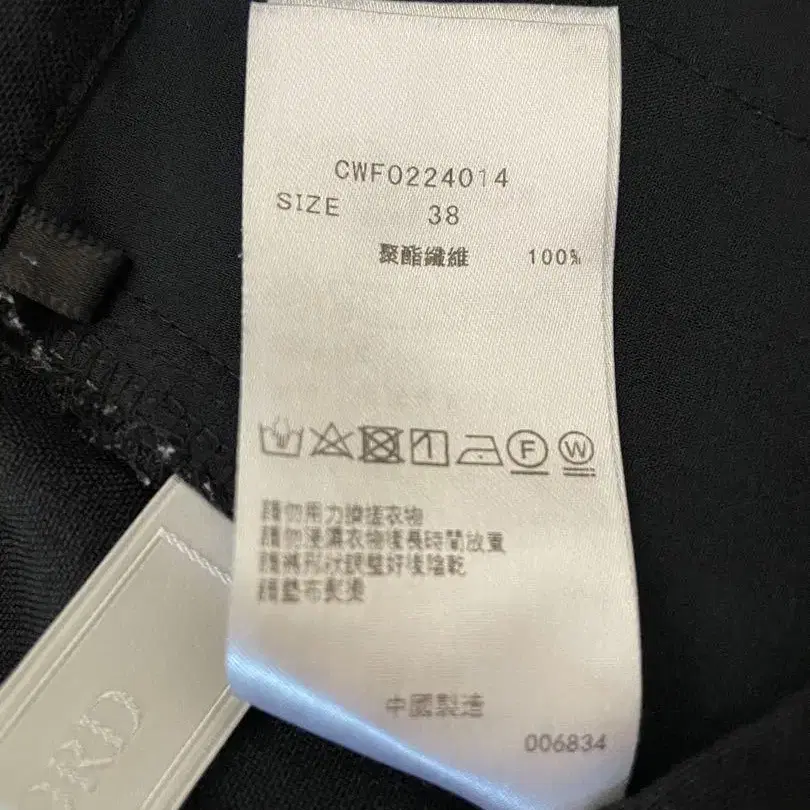 CWF0224014
SIZE 38
聚酯纖維 100%
F W
請勿用力擰搓衣物
請勿浸濕衣物後長時間放置
請將形狀調整好後陰乾
請墊布熨燙
中國製造
006834